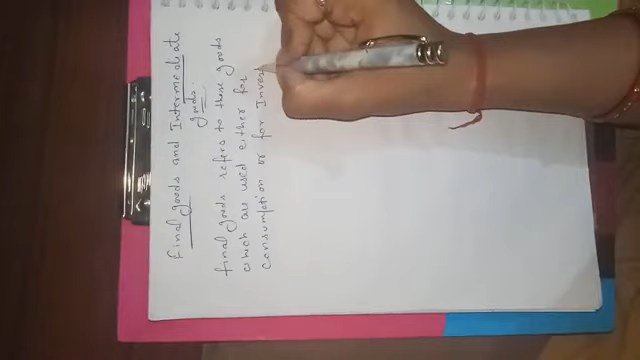 Final goods and Intermediate
goods.
Final goods refers to those goods
which are used either for
consumption or for Inves